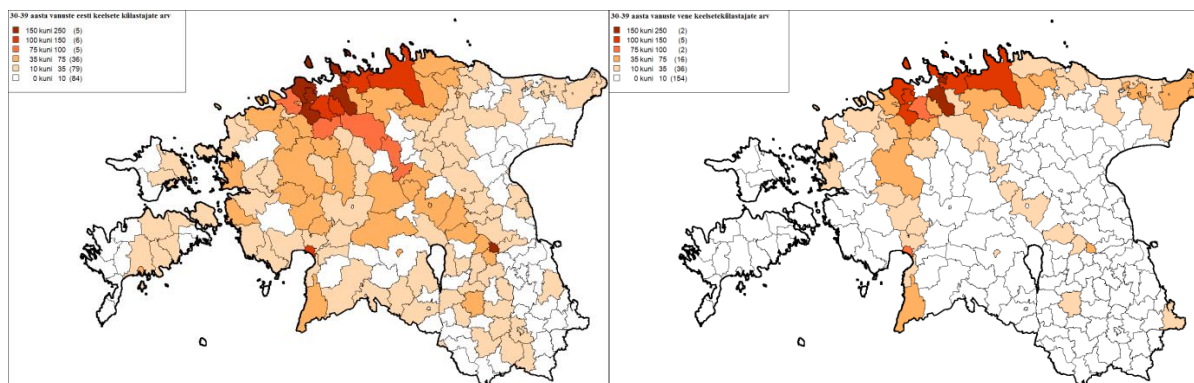 30-39 aasta vanuste eesti keelsete külastajate arv
150 kuni 250 (5)
100 kuni 150 (6)
75 kuni 100 (5)
35 kuni 75 (36)
10 kuni 35 (79)
0 kuni 10 (84)
30-39 aasta vanuste vene keelsetekülastajate arv
150 kuni 250 (2)
100 kuni 150 (5)
75 kuni 100 (2)
35 kuni 75 (16)
10 kuni 35 (36)
0 kuni 10 (154)